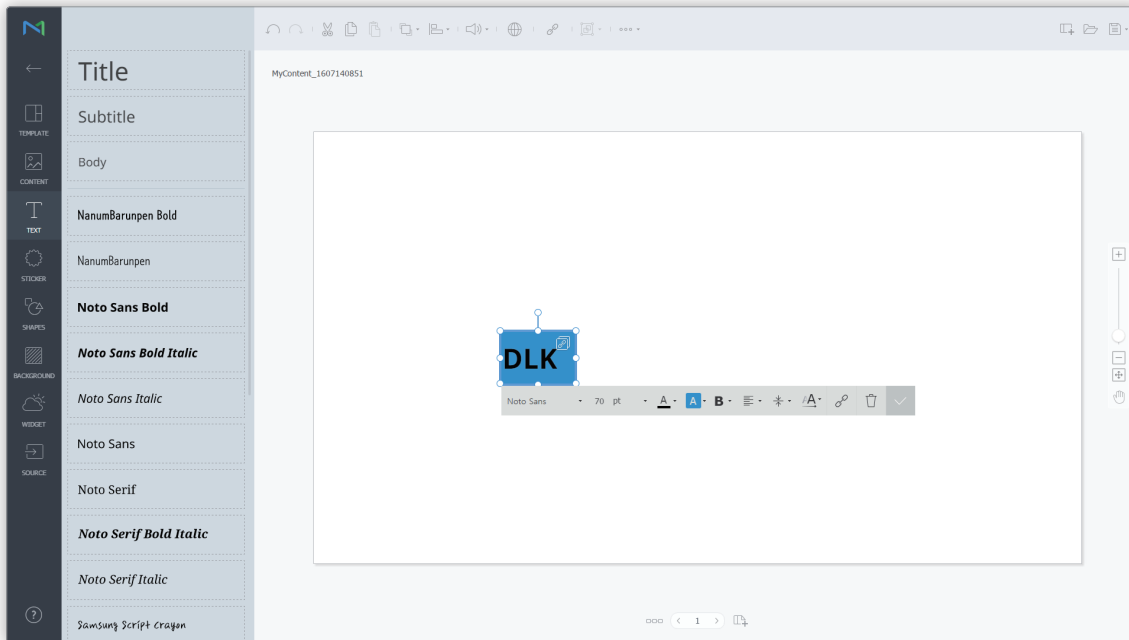 TEMPLATE
CONTENT
TEXT
STICKER
SHAPES
BACKGROUND
WIDGET
SOURCE
?
Title
Subtitle
Body
NanumBarunpen Bold
NanumBarunpen
Noto Sans Bold
Noto Sans Bold Italic
Noto Sans Italic
Noto Sans
Noto Serif
Noto Serif Bold Italic
Noto Serif Italic
Samsung Script Crayon
MyContent_1607140851
DLK
Noto Sans 70 pt A A B AA
1